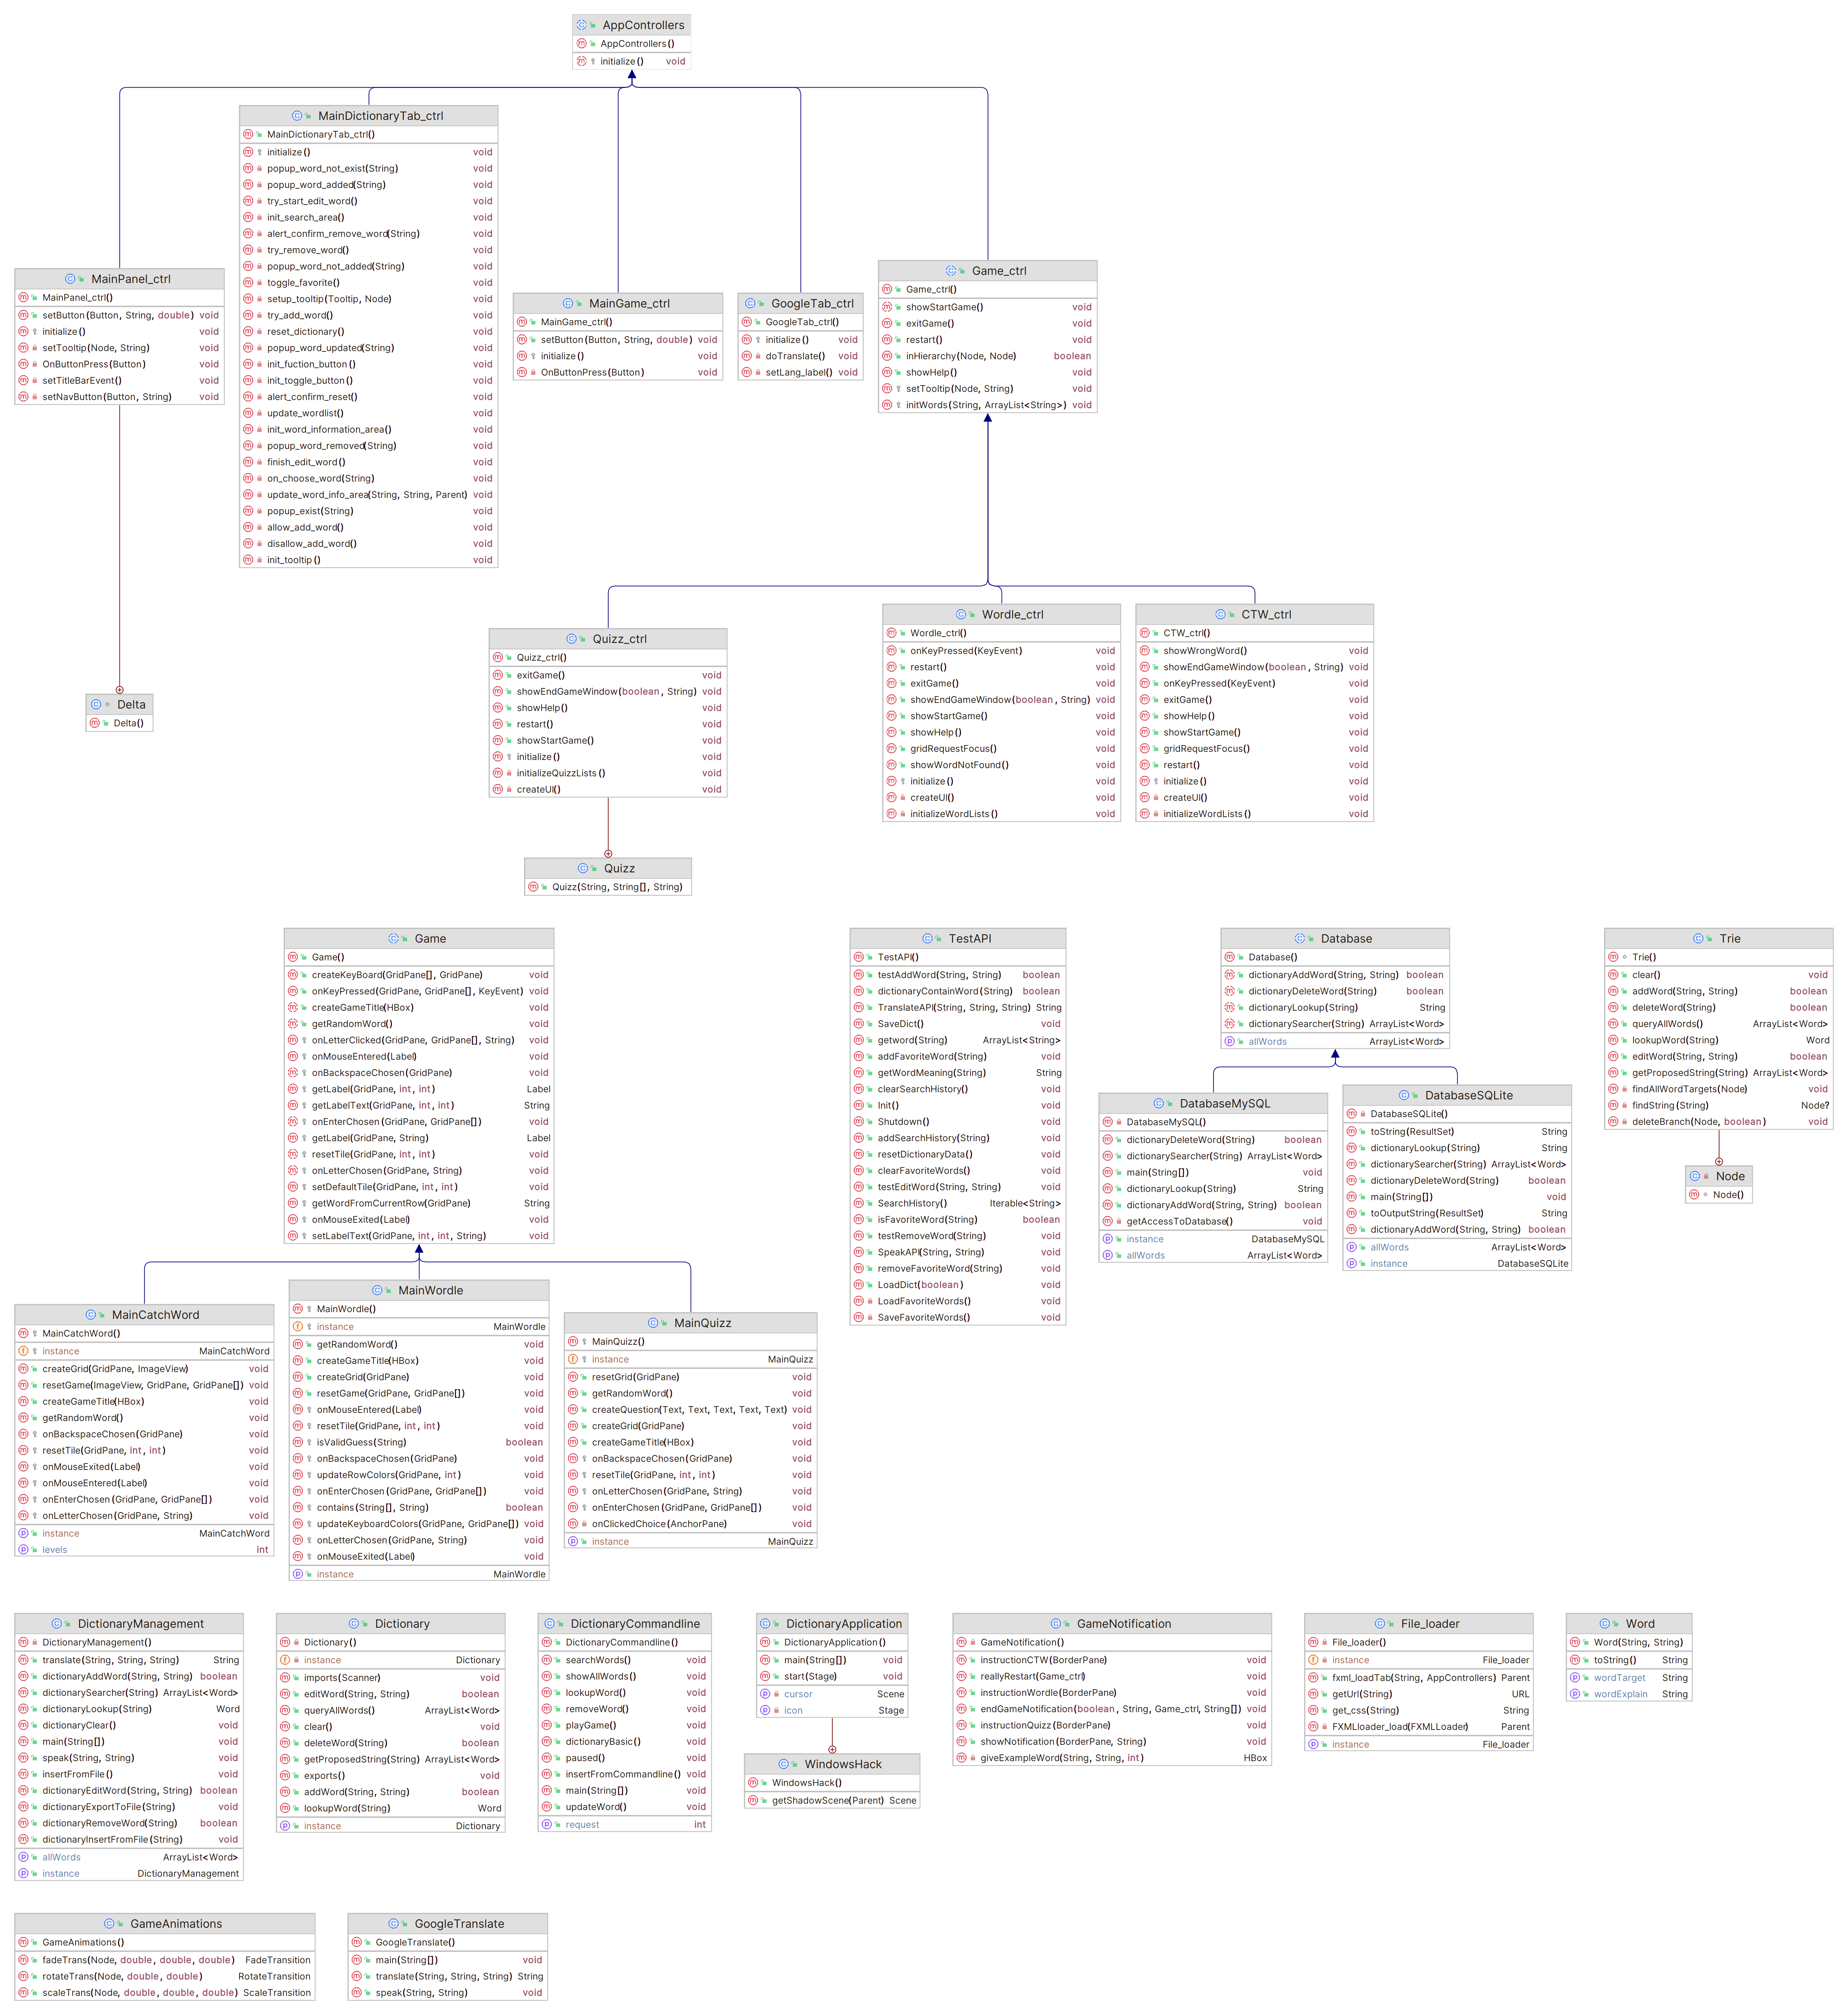 AppControllers
AppControllers()
initialize() void
MainDictionaryTab_ctrl
MainDictionaryTab_ctrl()
initialize() void
popup_word_not_exist(String) void
popup_word_added(String) void
try_start_edit_word() void
init_search_area() void
alert_confirm_remove_word(String) void
try_remove_word() void
popup_word_not_added(String) void
toggle_favorite() void
setup_tooltip(Tooltip, Node) void
try_add_word() void
reset_dictionary() void
popup_word_updated(String) void
init_fuction_button() void
init_toggle_button() void
alert_confirm_reset() void
update_wordlist() void
init_word_information_area() void
popup_word_removed(String) void
finish_edit_word() void
on_choose_word(String) void
update_word_info_area(String, String, Parent) void
popup_exist(String) void
allow_add_word() void
disallow_add_word() void
init_tooltip() void
MainPanel_ctrl
MainPanel_ctrl()
setButton(Button, String, double) void
initialize() void
setTooltip(Node, String) void
OnButtonPress(Button) void
setTitleBarEvent() void
setNavButton(Button, String) void
MainGame_ctrl
MainGame_ctrl()
setButton(Button, String, double) void
initialize() void
OnButtonPress(Button) void
GoogleTab_ctrl
GoogleTab_ctrl()
initialize() void
doTranslate() void
setLang_label() void
Game_ctrl
Game_ctrl()
showStartGame() void
exitGame() void
restart() void
inHierarchy(Node, Node) boolean
showHelp() void
setTooltip(Node, String) void
initWords(String, ArrayList<String>) void
Delta
Delta()
Quizz_ctrl
Quizz_ctrl()
exitGame() void
showEndGameWindow(boolean, String) void
showHelp() void
restart() void
showStartGame() void
initialize() void
initializeQuizzLists() void
createUI() void
Wordle_ctrl
Wordle_ctrl()
onKeyPressed(KeyEvent) void
restart() void
exitGame() void
showEndGameWindow(boolean, String) void
showStartGame() void
showHelp() void
gridRequestFocus() void
showWordNotFound() void
initialize() void
createUI() void
initializeWordLists() void
CTW_ctrl
CTW_ctrl()
showWrongWord() void
showEndGameWindow(boolean, String) void
onKeyPressed(KeyEvent) void
exitGame() void
showHelp() void
showStartGame() void
gridRequestFocus() void
restart() void
initialize() void
createUI() void
initializeWordLists() void
Quizz
Quizz(String, String[], String)
Game
Game()
createKeyBoard(GridPane[], GridPane) void
onKeyPressed(GridPane, GridPane[], KeyEvent) void
createGameTitle(HBox) void
getRandomWord() void
onLetterClicked(GridPane, GridPane[], String) void
onMouseEntered(Label) void
onBackspaceChosen(GridPane) void
getLabel(GridPane, int, int) Label
getLabelText(GridPane, int, int) String
onEnterChosen(GridPane, GridPane[]) void
getLabel(GridPane, String) Label
resetTile(GridPane, int, int) void
onLetterChosen(GridPane, String) void
setDefaultTile(GridPane, int, int) void
getWordFromCurrentRow(GridPane) String
onMouseExited(Label) void
setLabelText(GridPane, int, int, String) void
TestAPI
TestAPI()
testAddWord(String, String) boolean
dictionaryContainWord(String) boolean
TranslateAPI(String, String, String) String
SaveDict() void
getword(String) ArrayList<String>
addFavoriteWord(String) void
getWordMeaning(String) String
clearSearchHistory() void
Init() void
Shutdown() void
addSearchHistory(String) void
resetDictionaryData() void
clearFavoriteWords() void
testEditWord(String, String) void
SearchHistory() Iterable<String>
isFavoriteWord(String) boolean
testRemoveWord(String) void
SpeakAPI(String, String) void
removeFavoriteWord(String) void
LoadDict(boolean) void
LoadFavoriteWords() void
SaveFavoriteWords() void
Database
Database()
dictionaryAddWord(String, String) boolean
dictionaryDeleteWord(String) boolean
dictionaryLookup(String) String
dictionarySearcher(String) ArrayList<Word>
allWords ArrayList<Word>
DatabaseMySQL
DatabaseMySQL()
dictionaryDeleteWord(String) boolean
dictionarySearcher(String) ArrayList<Word>
main(String[]) void
dictionaryLookup(String) String
dictionaryAddWord(String, String) boolean
getAccessToDatabase() void
instance DatabaseMySQL
allWords ArrayList<Word>
DatabaseSQLite
DatabaseSQLite()
toString(ResultSet) String
dictionaryLookup(String) String
dictionarySearcher(String) ArrayList<Word>
dictionaryDeleteWord(String) boolean
main(String[]) void
toOutputString(ResultSet) String
dictionaryAddWord(String, String) boolean
allWords ArrayList<Word>
instance DatabaseSQLite
Trie
Trie()
clear() void
addWord(String, String) boolean
deleteWord(String) boolean
queryAllWords() ArrayList<Word>
lookupWord(String) Word
editWord(String, String) boolean
getProposedString(String) ArrayList<Word>
findAllWordTargets(Node) void
findString(String) Node?
deleteBranch(Node, boolean) void
Node
Node()
MainCatchWord
MainCatchWord()
instance MainCatchWord
createGrid(GridPane, ImageView) void
resetGame(ImageView, GridPane, GridPane[]) void
createGameTitle(HBox) void
getRandomWord() void
onBackspaceChosen(GridPane) void
resetTile(GridPane, int, int) void
onMouseExited(Label) void
onMouseEntered(Label) void
onEnterChosen(GridPane, GridPane[]) void
onLetterChosen(GridPane, String) void
instance MainCatchWord
levels int
MainWordle
MainWordle()
instance MainWordle
getRandomWord() void
createGameTitle(HBox) void
createGrid(GridPane) void
resetGame(GridPane, GridPane[]) void
onMouseEntered(Label) void
resetTile(GridPane, int, int) void
isValidGuess(String) boolean
onBackspaceChosen(GridPane) void
updateRowColors(GridPane, int) void
onEnterChosen(GridPane, GridPane[]) void
contains(String[], String) boolean
updateKeyboardColors(GridPane, GridPane[]) void
onLetterChosen(GridPane, String) void
onMouseExited(Label) void
instance MainWordle
MainQuizz
MainQuizz()
instance MainQuizz
resetGrid(GridPane) void
getRandomWord() void
createQuestion(Text, Text, Text, Text, Text) void
createGrid(GridPane) void
createGameTitle(HBox) void
onBackspaceChosen(GridPane) void
resetTile(GridPane, int, int) void
onLetterChosen(GridPane, String) void
onEnterChosen(GridPane, GridPane[]) void
onClickedChoice(AnchorPane) void
instance MainQuizz
DictionaryManagement
DictionaryManagement()
translate(String, String, String) String
dictionaryAddWord(String, String) boolean
dictionarySearcher(String) ArrayList<Word>
dictionaryLookup(String) Word
dictionaryClear() void
main(String[]) void
speak(String, String) void
insertFromFile() void
dictionaryEditWord(String, String) boolean
dictionaryExportToFile(String) void
dictionaryRemoveWord(String) boolean
dictionaryInsertFromFile(String) void
allWords ArrayList<Word>
instance DictionaryManagement
Dictionary
Dictionary()
instance Dictionary
imports(Scanner) void
editWord(String, String) boolean
queryAllWords() ArrayList<Word>
clear() void
deleteWord(String) boolean
getProposedString(String) ArrayList<Word>
exports() void
addWord(String, String) boolean
lookupWord(String) Word
instance Dictionary
DictionaryCommandline
DictionaryCommandline()
searchWords() void
showAllWords() void
lookupWord() void
removeWord() void
playGame() void
dictionaryBasic() void
paused() void
insertFromCommandline() void
main(String[]) void
updateWord() void
request int
DictionaryApplication
DictionaryApplication()
main(String[]) void
start(Stage) void
cursor Scene
icon Stage
WindowsHack
WindowsHack()
getShadowScene(Parent) Scene
GameNotification
GameNotification()
instructionCTW(BorderPane) void
reallyRestart(Game_ctrl) void
instructionWordle(BorderPane) void
endGameNotification(boolean, String, Game_ctrl, String[]) void
instructionQuizz(BorderPane) void
showNotification(BorderPane, String) void
giveExampleWord(String, String, int) HBox
File_loader
File_loader()
instance File_loader
fxml_loadTab(String, AppControllers) Parent
getUrl(String) URL
get_css(String) String
FXMLloader_load(FXMLLoader) Parent
instance File_loader
Word
Word(String, String)
toString() String
wordTarget String
wordExplain String
GameAnimations
GameAnimations()
fadeTrans(Node, double, double, double) FadeTransition
rotateTrans(Node, double, double) RotateTransition
scaleTrans(Node, double, double, double) ScaleTransition
GoogleTranslate
GoogleTranslate()
main(String[]) void
translate(String, String, String) String
speak(String, String) void